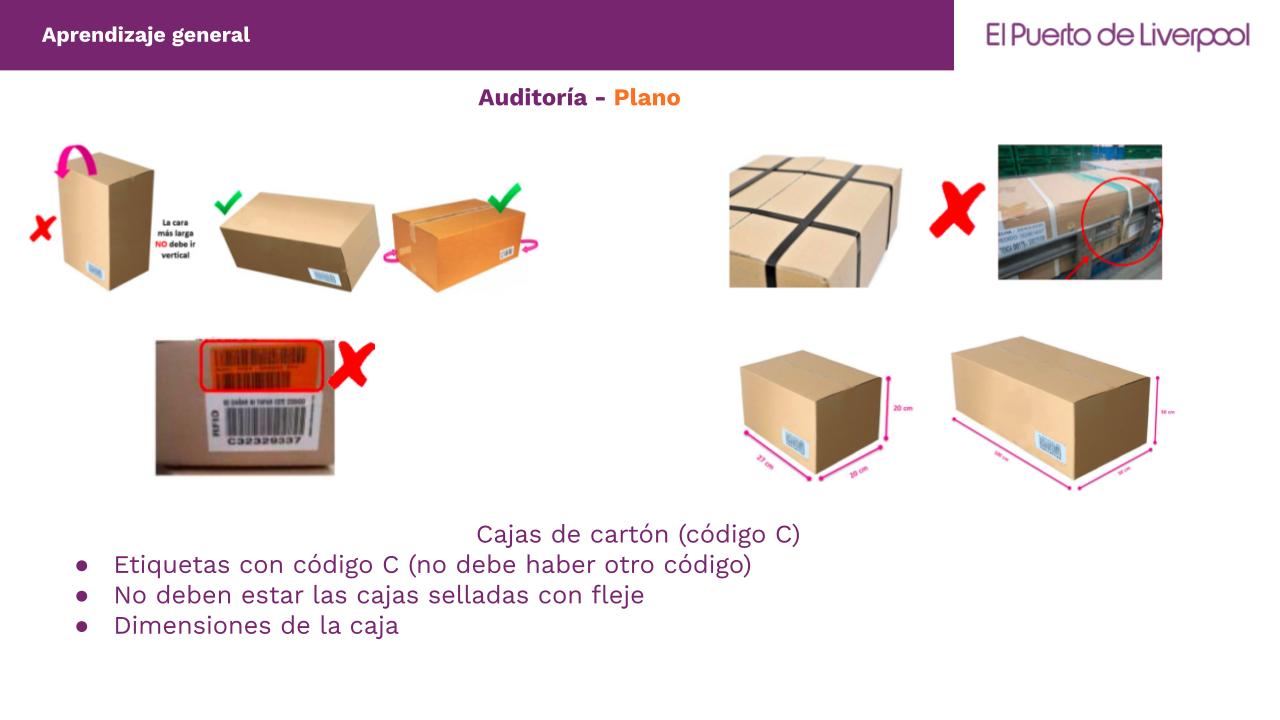 Aprendizaje general
El Puerto de Liverpool
Auditoría - Plano
La cara
más larga
NO debe ir
vertical
RFID
C32329337
20 cm
27 cm
20 cm
Cajas de cartón (código C)
● Etiquetas con código C (no debe haber otro código)
● No deben estar las cajas selladas con fleje
● Dimensiones de la caja